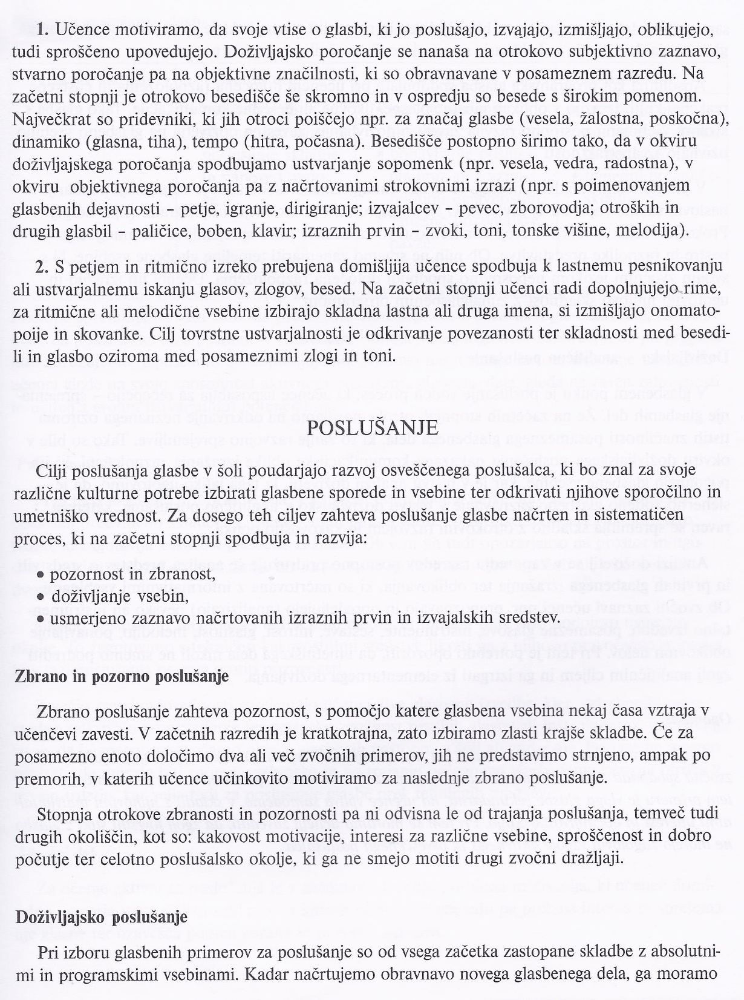 1. Učence motiviramo, da svoje vtise o glasbi, ki jo poslušajo, izvajajo, izmišljajo, oblikujejo,
tudi sproščeno upovedujejo. Doživljajsko poročanje se nanaša na otrokovo subjektivno zaznavo,
stvarno poročanje pa na objektivne značilnosti, ki so obravnavane v posameznem razredu. Na
začetni stopnji je otrokovo besedišče še skromno in v ospredju so besede s širokim pomenom.
Največkrat so pridevniki, ki jih otroci poiščejo npr. za značaj glasbe (vesela, žalostna, poskočna),
dinamiko (glasna, tiha), tempo (hitra, počasna). Besedišče postopno širimo tako, da v okviru
doživljajskega poročanja spodbujamo ustvarjanje sopomenk (npr. vesela, vedra, radostna), v
okviru objektivnega poročanja pa z načrtovanimi strokovnimi izrazi (npr. s poimenovanjem
glasbenih dejavnosti – petje, igranje, dirigiranje; izvajalcev – pevec, zborovodja; otroških in
drugih glasbil – paličice, boben, klavir; izraznih prvin – zvoki, toni, tonske višine, melodija).
2. S petjem in ritmično izreko prebujena domišljija učence spodbuja k lastnemu pesnikovanju
ali ustvarjalnemu iskanju glasov, zlogov, besed. Na začetni stopnji učenci radi dopolnjujejo rime,
za ritmične ali melodične vsebine izbirajo skladna lastna ali druga imena, si izmišljajo onomato-
poije in skovanke. Cilj tovrstne ustvarjalnosti je odkrivanje povezanosti ter skladnosti med besedi-
li in glasbo oziroma med posameznimi zlogi in toni.
POSLUŠANJE
Cilji poslušanja glasbe v šoli poudarjajo razvoj osveščenega poslušalca, ki bo znal za svoje
različne kulturne potrebe izbirati glasbene sporede in vsebine ter odkrivati njihove sporočilno in
umetniško vrednost. Za dosego teh ciljev zahteva poslušanje glasbe načrten in sistematičen
proces, ki na začetni stopnji spodbuja in razvija:
• pozornost in zbranost,
• doživljanje vsebin,
• usmerjeno zaznavo načrtovanih izraznih prvin in izvajalskih sredstev.
Zbrano in pozorno poslušanje
Zbrano poslušanje zahteva pozornost, s pomočjo katere glasbena vsebina nekaj časa vztraja v
učenčevi zavesti. V začetnih razredih je kratkotrajna, zato izbiramo zlasti krajše skladbe. Če za
posamezno enoto določimo dva ali več zvočnih primerov, jih ne predstavimo strnjeno, ampak po
premorih, v katerih učence učinkovito motiviramo za naslednje zbrano poslušanje.
Stopnja otrokove zbranosti in pozornosti pa ni odvisna le od trajanja poslušanja, temveč tudi
drugih okoliščin, kot so: kakovost motivacije, interesi za različne vsebine, sproščenost in dobro
počutje ter celotno poslušalsko okolje, ki ga ne smejo motiti drugi zvočni dražljaji.
Doživljajsko poslušanje
Pri izboru glasbenih primerov za poslušanje so od vsega začetka zastopane skladbe z absolutni-
mi in programskimi vsebinami. Kadar načrtujemo obravnavo novega glasbenega dela, ga moramo